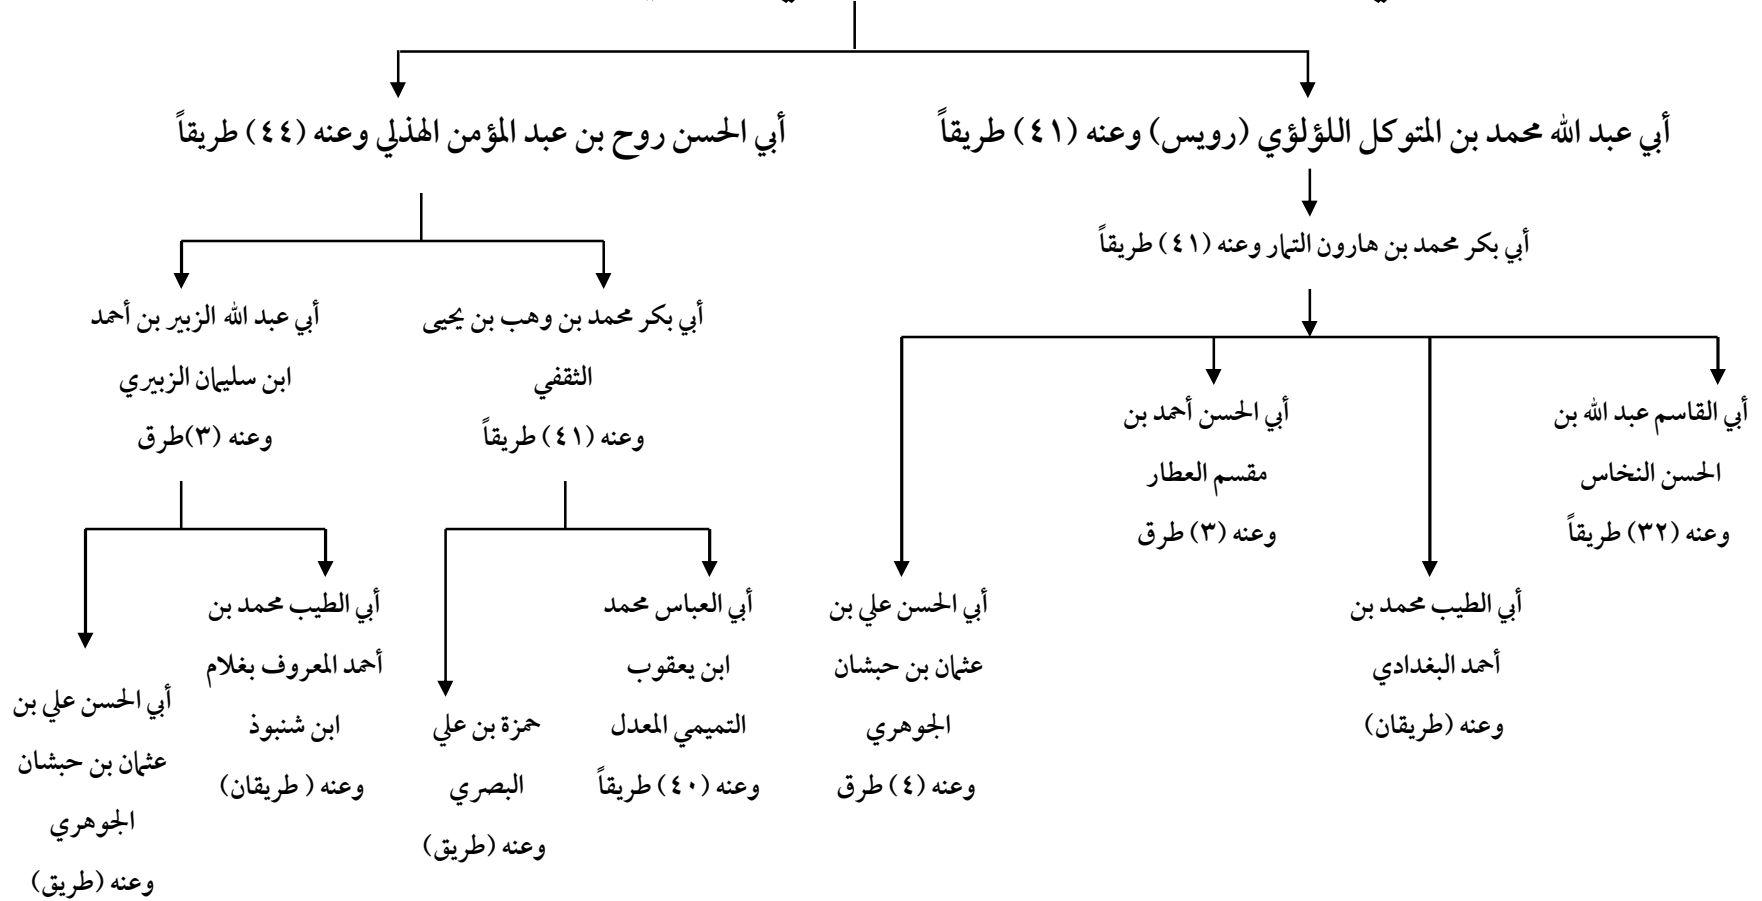 أبي عبد الله محمد بن المتوكل اللؤلؤي (رويس) وعنه (٤١) طريقاً
أبي الحسن روح بن عبد المؤمن الهذلي وعنه (٤٤) طريقاً
أبي بكر محمد بن هارون التمار وعنه (٤١) طريقاً
أبي القاسم عبد الله بن
الحسن النخاس
وعنه (٣٢) طريقاً
أبي الطيب محمد بن
أحمد البغدادي
وعنه (طريقان)
أبي الحسن أحمد بن
مقسم العطار
وعنه (٣) طرق
أبي الحسن علي بن
عثمان بن حبشان
الجوهري
وعنه (٤) طرق
أبي بكر محمد بن وهب بن يحيى
الثقفي
وعنه (٤١) طريقاً
أبي العباس محمد
ابن يعقوب
التميمي المعدل
وعنه (٤٠) طريقاً
حمزة بن علي
البصري
وعنه (طريق)
أبي عبد الله الزبير بن أحمد
ابن سليمان الزبيري
وعنه (٣)طرق
أبي الطيب محمد بن
أحمد المعروف بغلام
ابن شنبوذ
وعنه ( طريقان)
أبي الحسن علي بن
عثمان بن حبشان
الجوهري
وعنه (طريق)